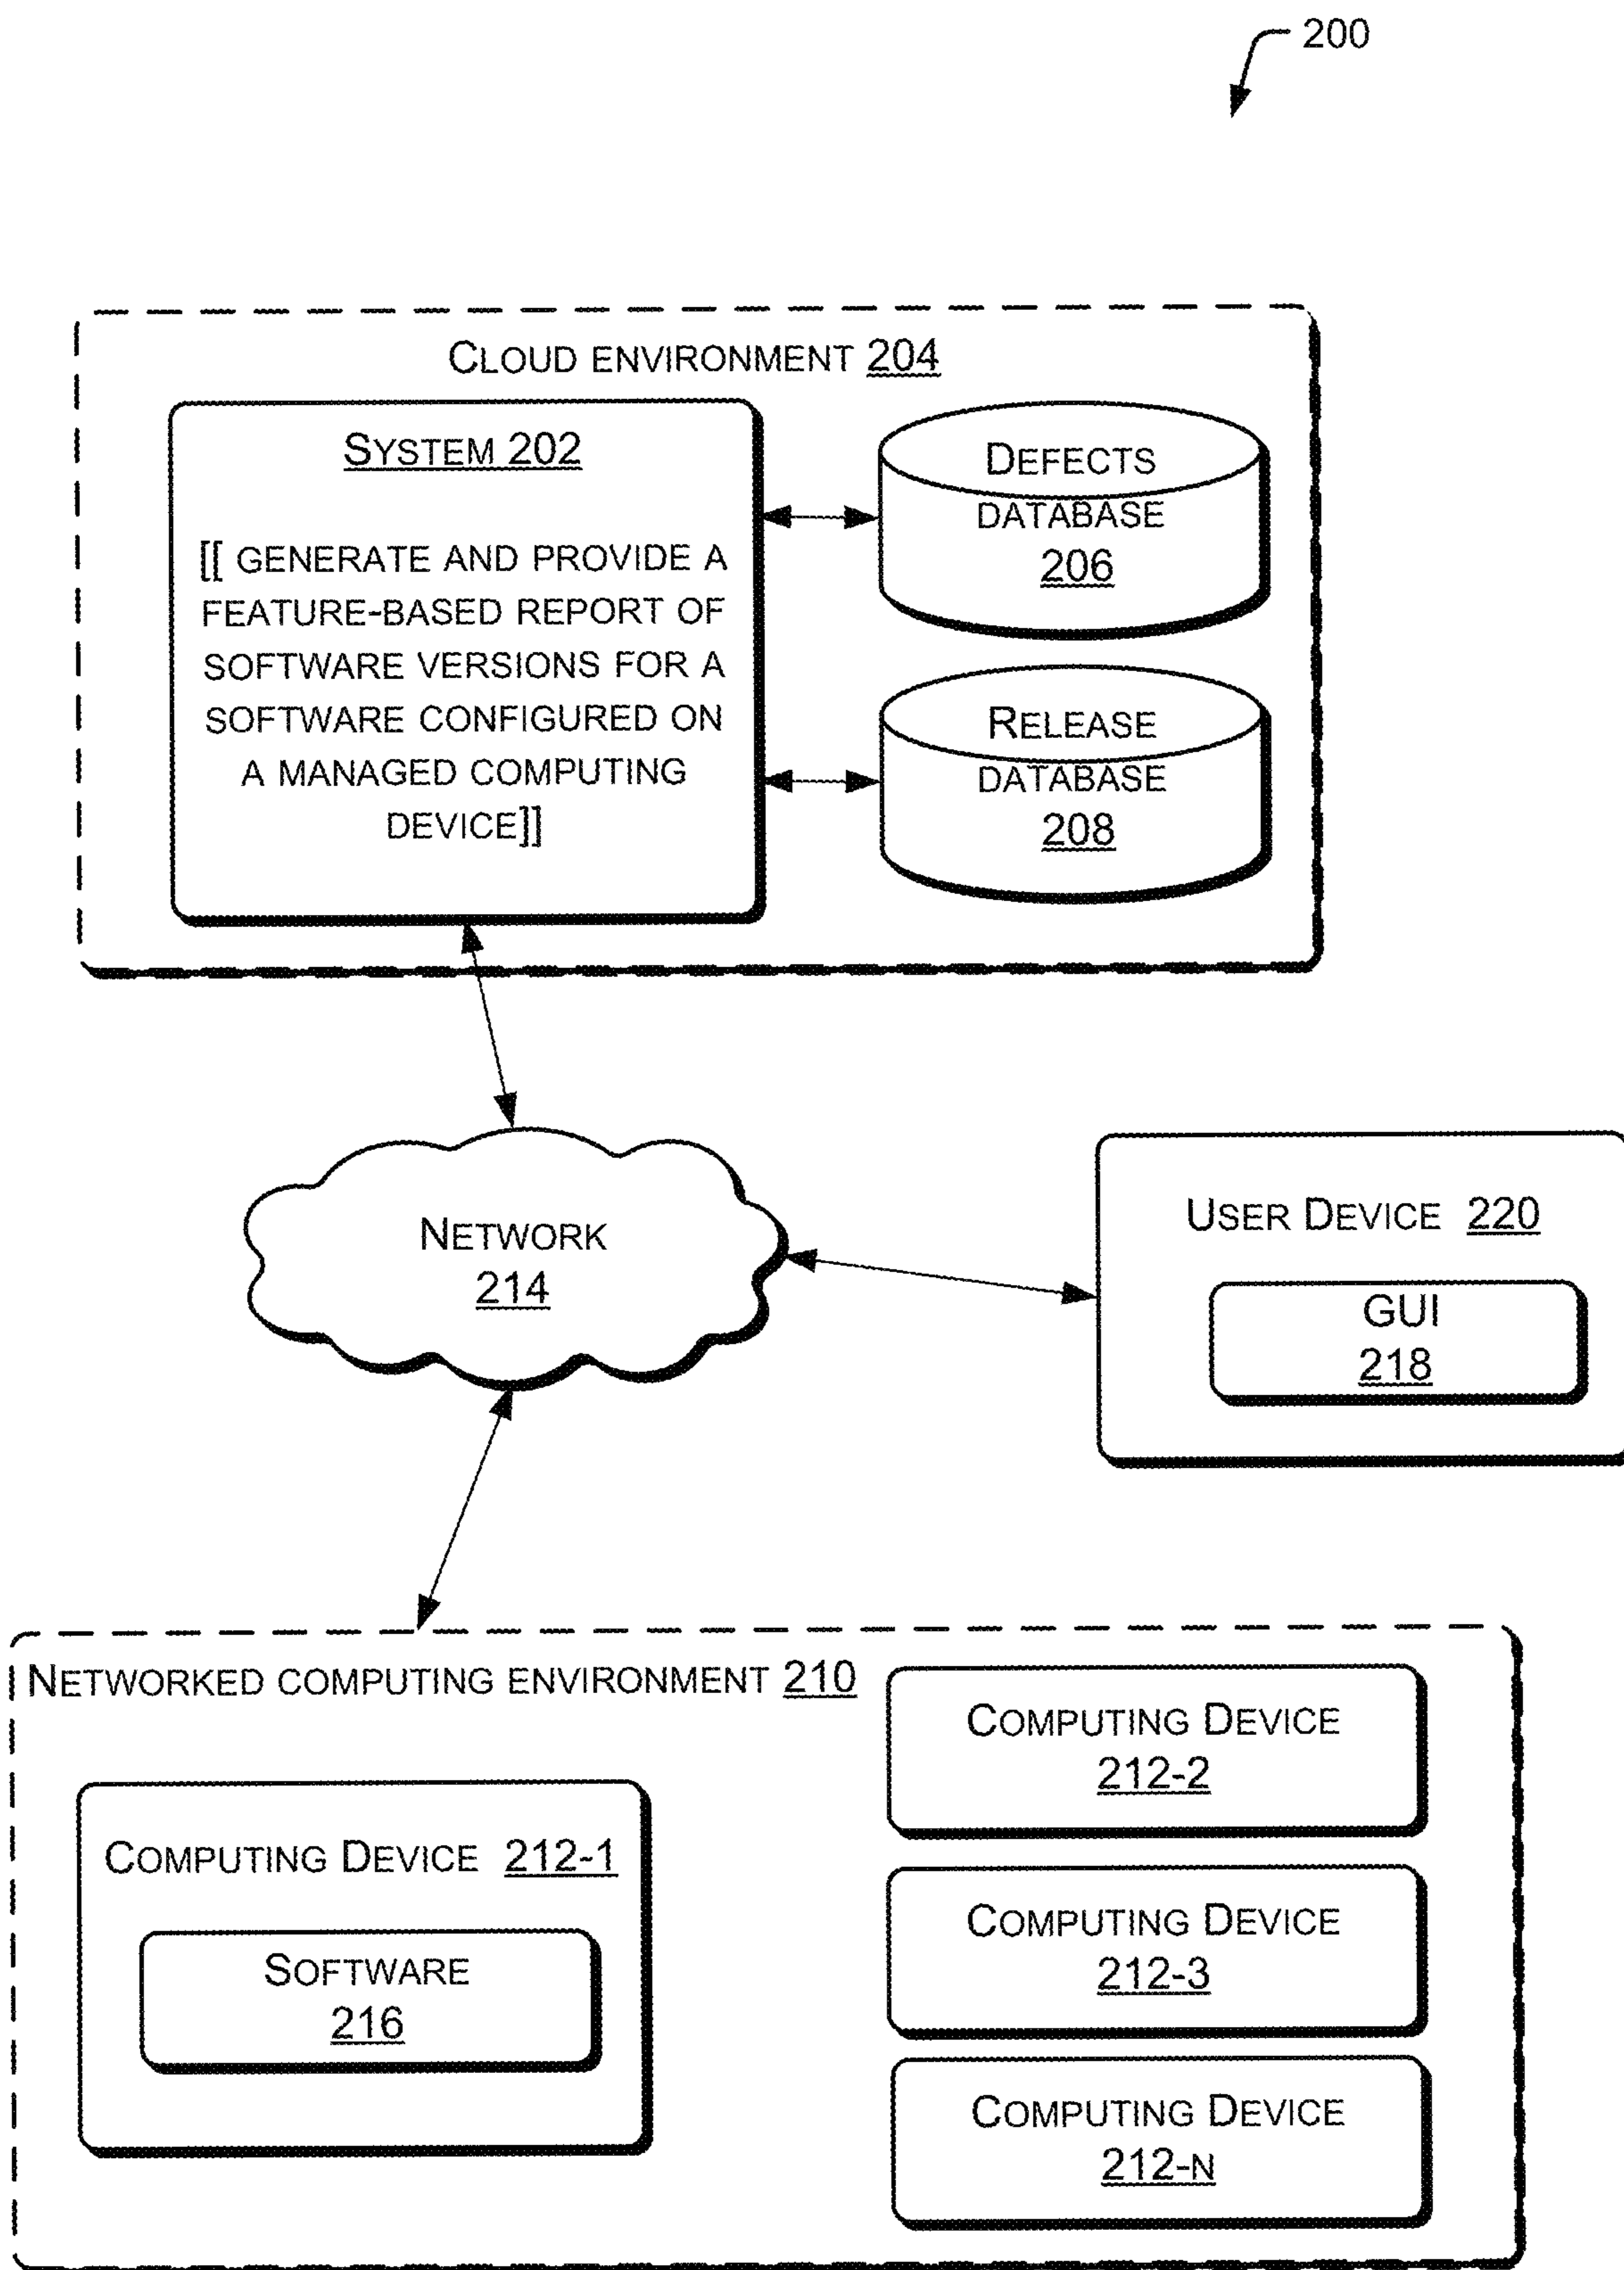 200
CLOUD ENVIRONMENT 204
SYSTEM 202
[[ GENERATE AND PROVIDE A
FEATURE-BASED REPORT OF
SOFTWARE VERSIONS FOR A
SOFTWARE CONFIGURED ON
A MANAGED COMPUTING
DEVICE]]
DEFECTS
DATABASE
206
RELEASE
DATABASE
208
NETWORK
214
USER DEVICE 220
GUI
218
NETWORKED COMPUTING ENVIRONMENT 210
COMPUTING DEVICE 212-1
SOFTWARE
216
COMPUTING DEVICE
212-2
COMPUTING DEVICE
212-3
COMPUTING DEVICE
212-N